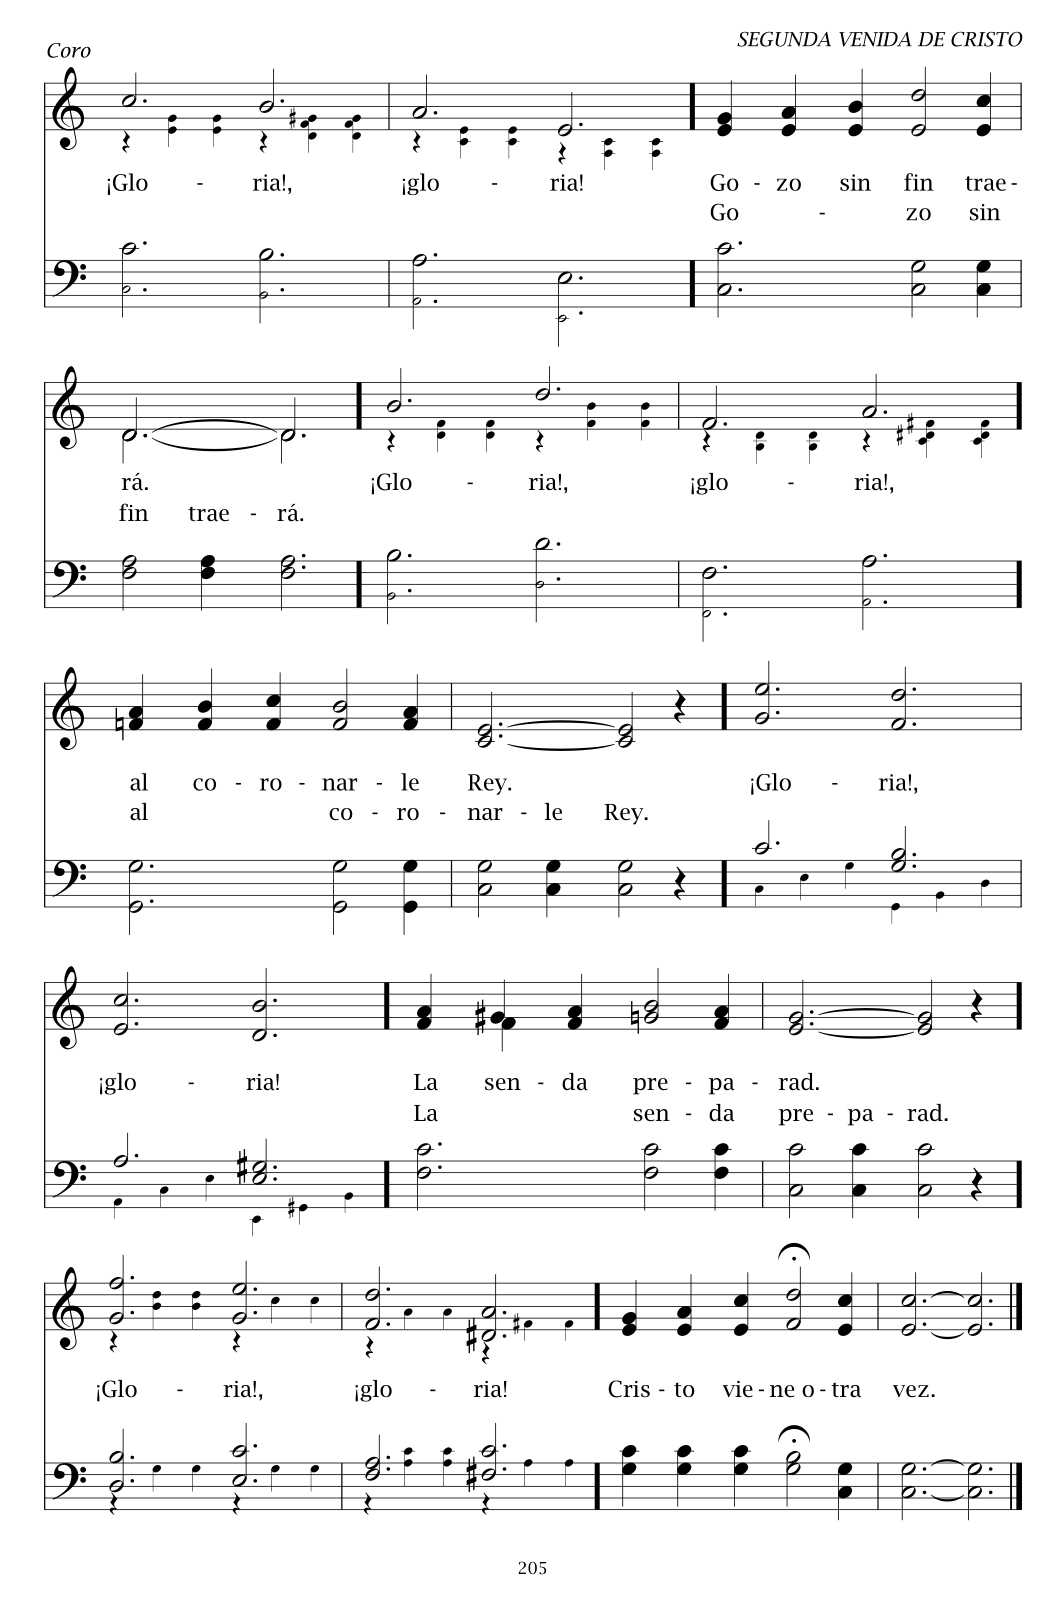 SEGUNDA VENIDA DE CRISTO
Coro
¡Glo - ria!, ¡glo - ria! Go - zo sin fin trae -
Go - zo sin
rá. ¡Glo - ria!, ¡glo - ria!,
fin trae - rá.
al co - ro - nar - le Rey. ¡Glo - ria!,
al co - ro - nar - le Rey.
¡glo - ria! La sen - da pre - pa - rad.
La sen - da pre - pa - rad.
¡Glo - ria!, ¡glo - ria! Cris - to vie - ne o - tra vez.
205